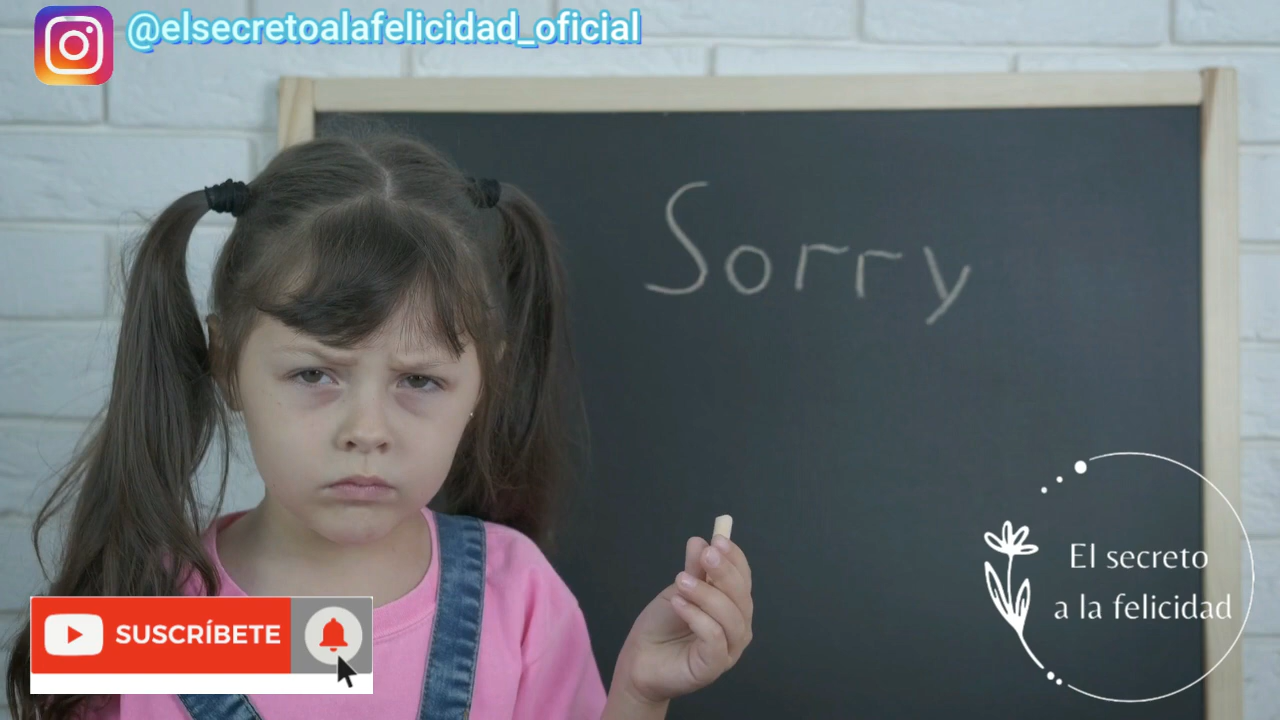 @elsecretoalafelicidad_oficial
Sorry
El secreto
a la felicidad
SUSCRÍBETE